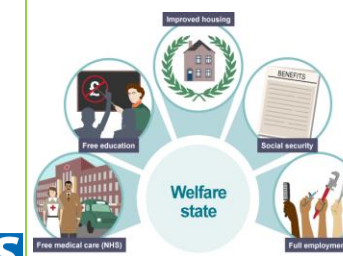 Improved housing
£
BENEFITS
Free education
Social security
Welfare
state
Free medical care (NHS)
Full employment
S